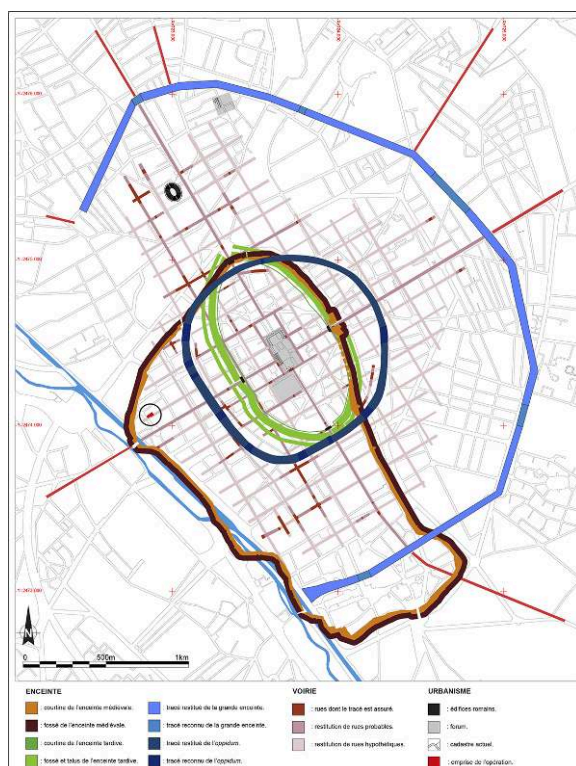 N
0 500m 1km
ENCEINTE
: courtine de l'enceinte médiévale.
: fossé de l'enceinte médiévale.
: courtine de l'enceinte tardive.
: fossé et talus de l'enceinte tardive.
: tracé restitué de la grande enceinte.
: tracé reconnu de la grande enceinte.
: tracé restitué de l'oppidum.
: tracé reconnu de l'oppidum.
VOIRIE
: rues dont le tracé est assuré.
: restitution de rues probables.
: restitution de rues hypothétiques.
URBANISME
: édifices romains.
: forum.
: cadastre actuel.
: emprise de l'opération.